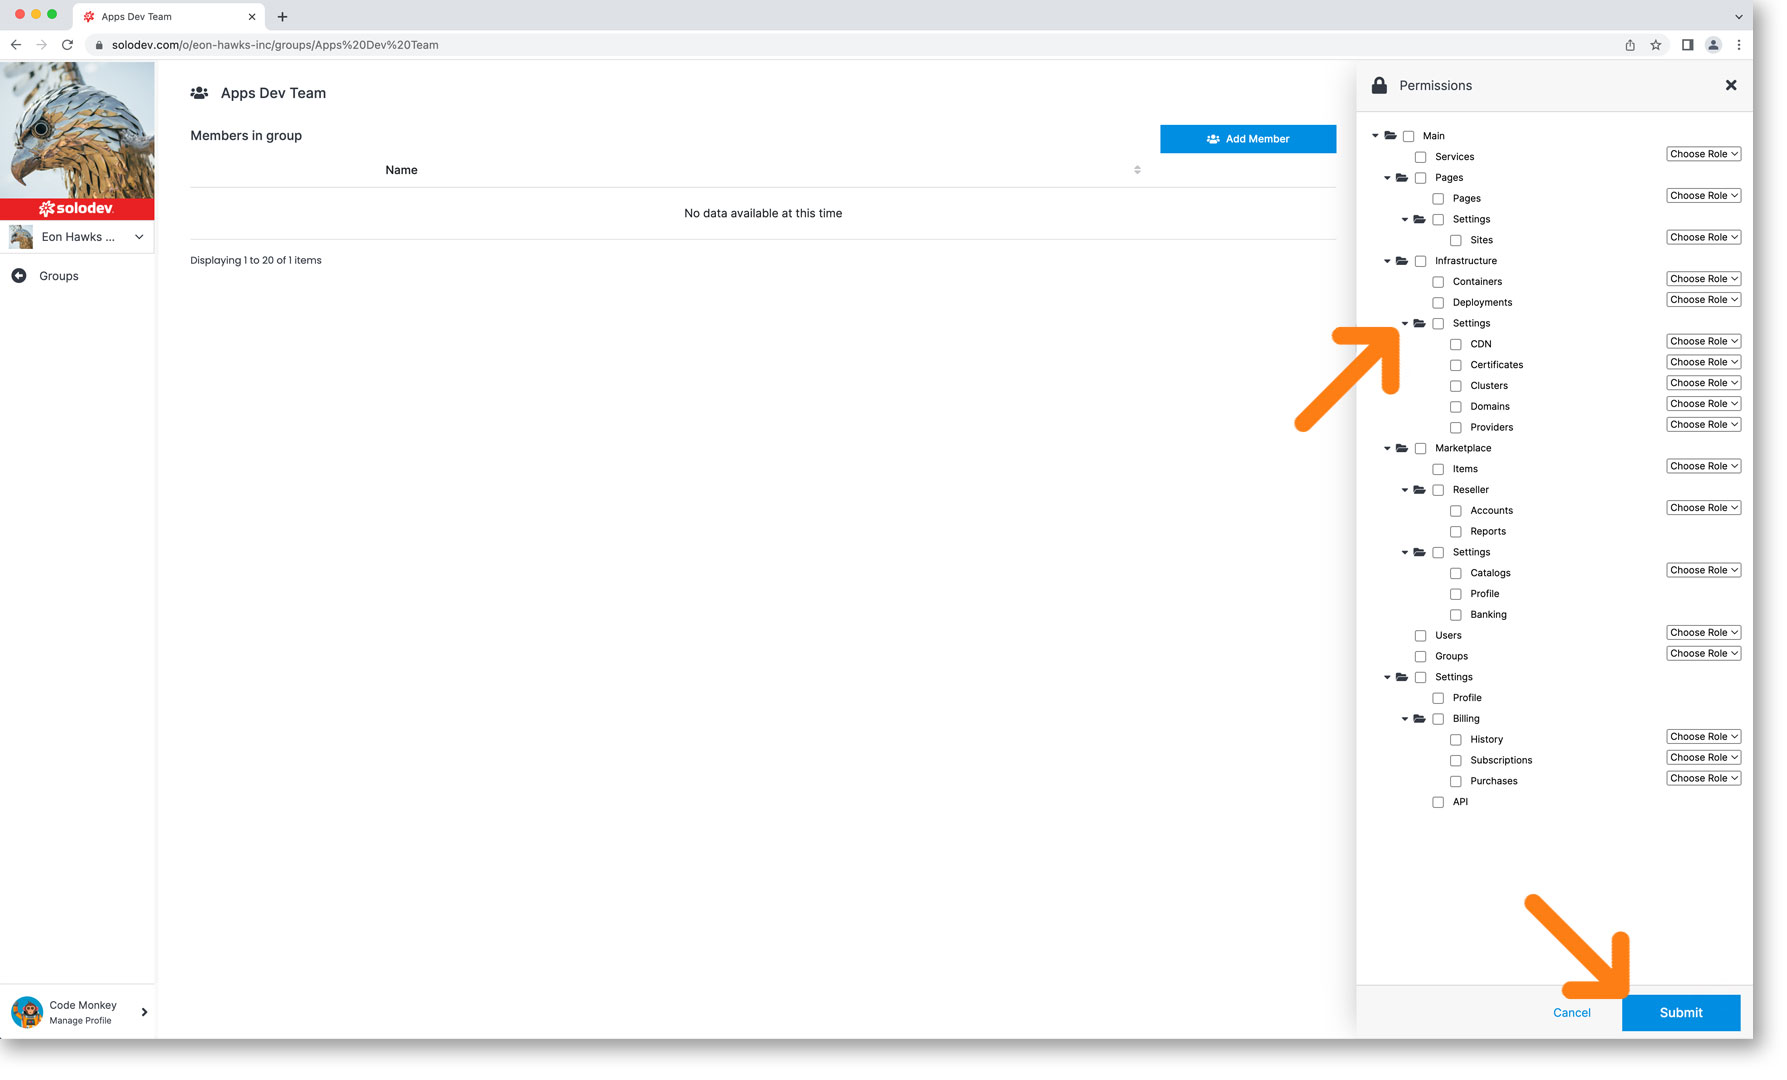 Apps Dev Team
solodev.com/o/eon-hawks-inc/groups/Apps%20Dev%20Team
solodev
Eon Hawks ...
Groups
Apps Dev Team
Members in group
Add Member
Name
No data available at this time
Displaying 1 to 20 of 1 items
Permissions
Main
Services Choose Role
Pages
Pages Choose Role
Settings
Sites Choose Role
Infrastructure
Containers Choose Role
Deployments Choose Role
Settings
CDN Choose Role
Certificates Choose Role
Clusters Choose Role
Domains Choose Role
Providers Choose Role
Marketplace
Items Choose Role
Reseller
Accounts Choose Role
Reports
Settings
Catalogs Choose Role
Profile
Banking
Users Choose Role
Groups Choose Role
Settings
Profile
Billing
History Choose Role
Subscriptions Choose Role
Purchases Choose Role
API
Code Monkey
Manage Profile
Cancel
Submit